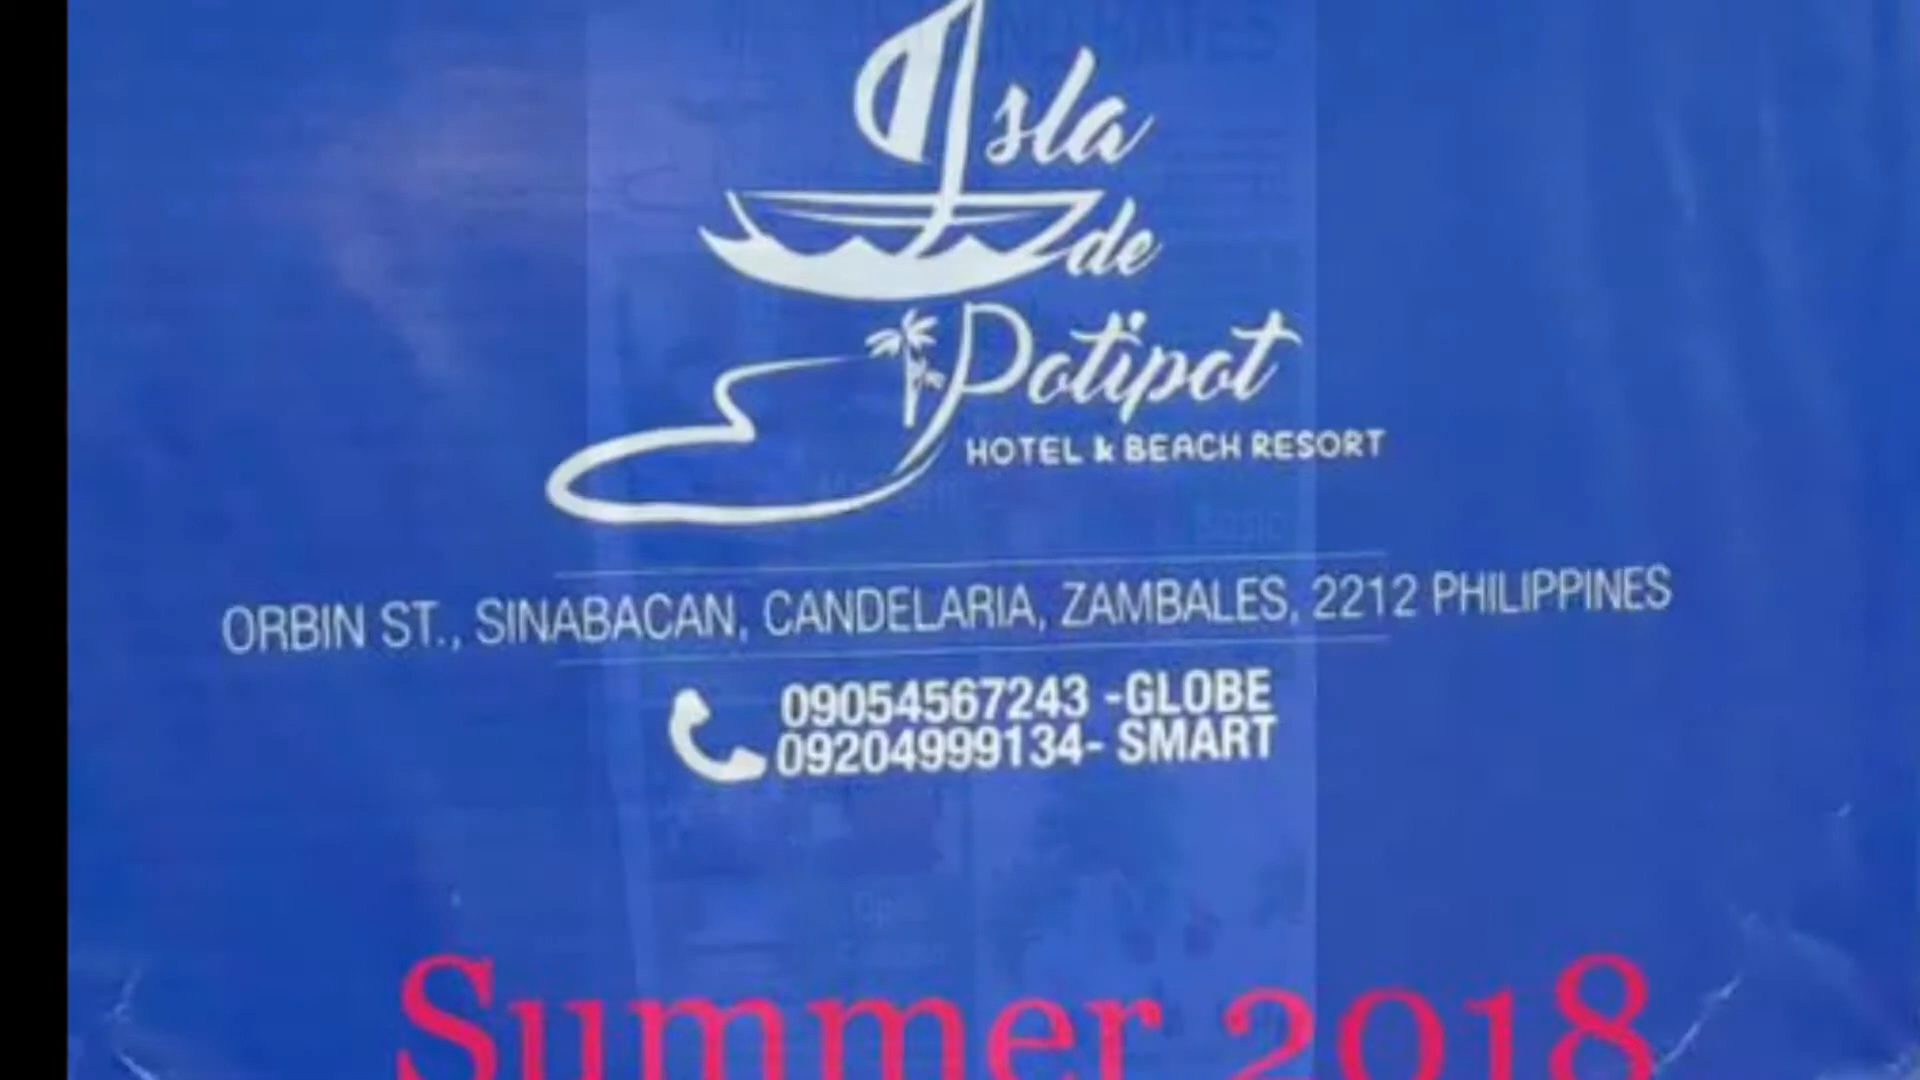 Isla
de
Potipot
HOTEL & BEACH RESORT
ORBIN ST., SINABACAN, CANDELARIA, ZAMBALES, 2212 PHILIPPINES
09054567243 -GLOBE
09204999134- SMART
Summer 2018